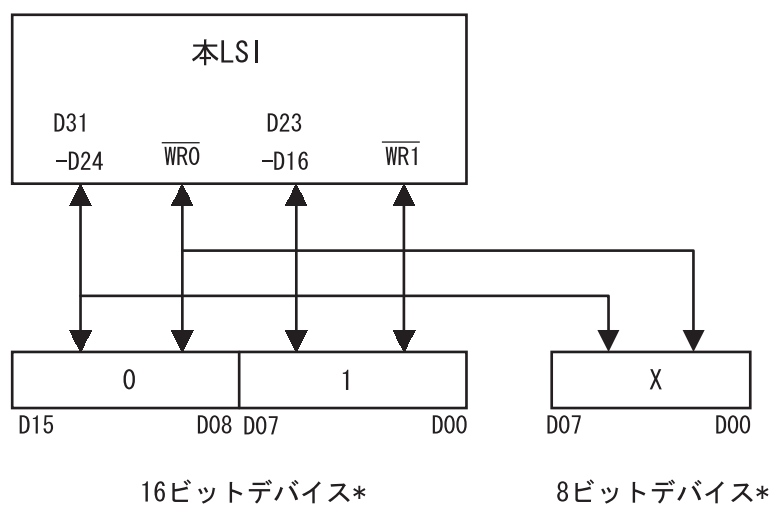 本LSI
D31 D23
-D24 WR0 -D16 WR1
0 1 X
D15 D08 D07 D00 D07 D00
16ビットデバイス* 8ビットデバイス*